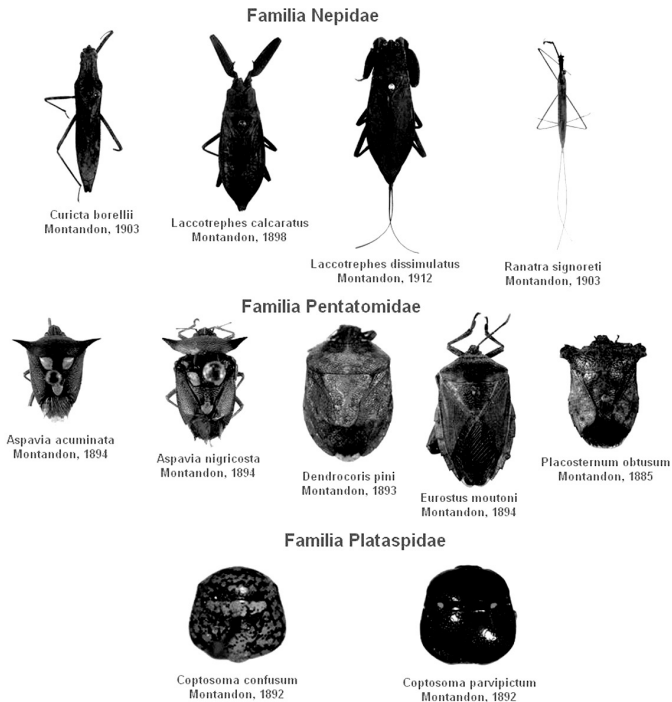 Familia Nepidae
Curicta borellii
Montandon, 1903
Laccotrephes calcaratus
Montandon, 1898
Laccotrephes dissimulatus
Montandon, 1912
Ranatra signoreti
Montandon, 1903
Familia Pentatomidae
Aspavia acuminata
Montandon, 1894
Aspavia nigricosta
Montandon, 1894
Dendrocoris pini
Montandon, 1893
Eurostus moutoni
Montandon, 1894
Placosternum obtusum
Montandon, 1885
Familia Plataspidae
Coptosoma confusum
Montandon, 1892
Coptosoma parvipictum
Montandon, 1892